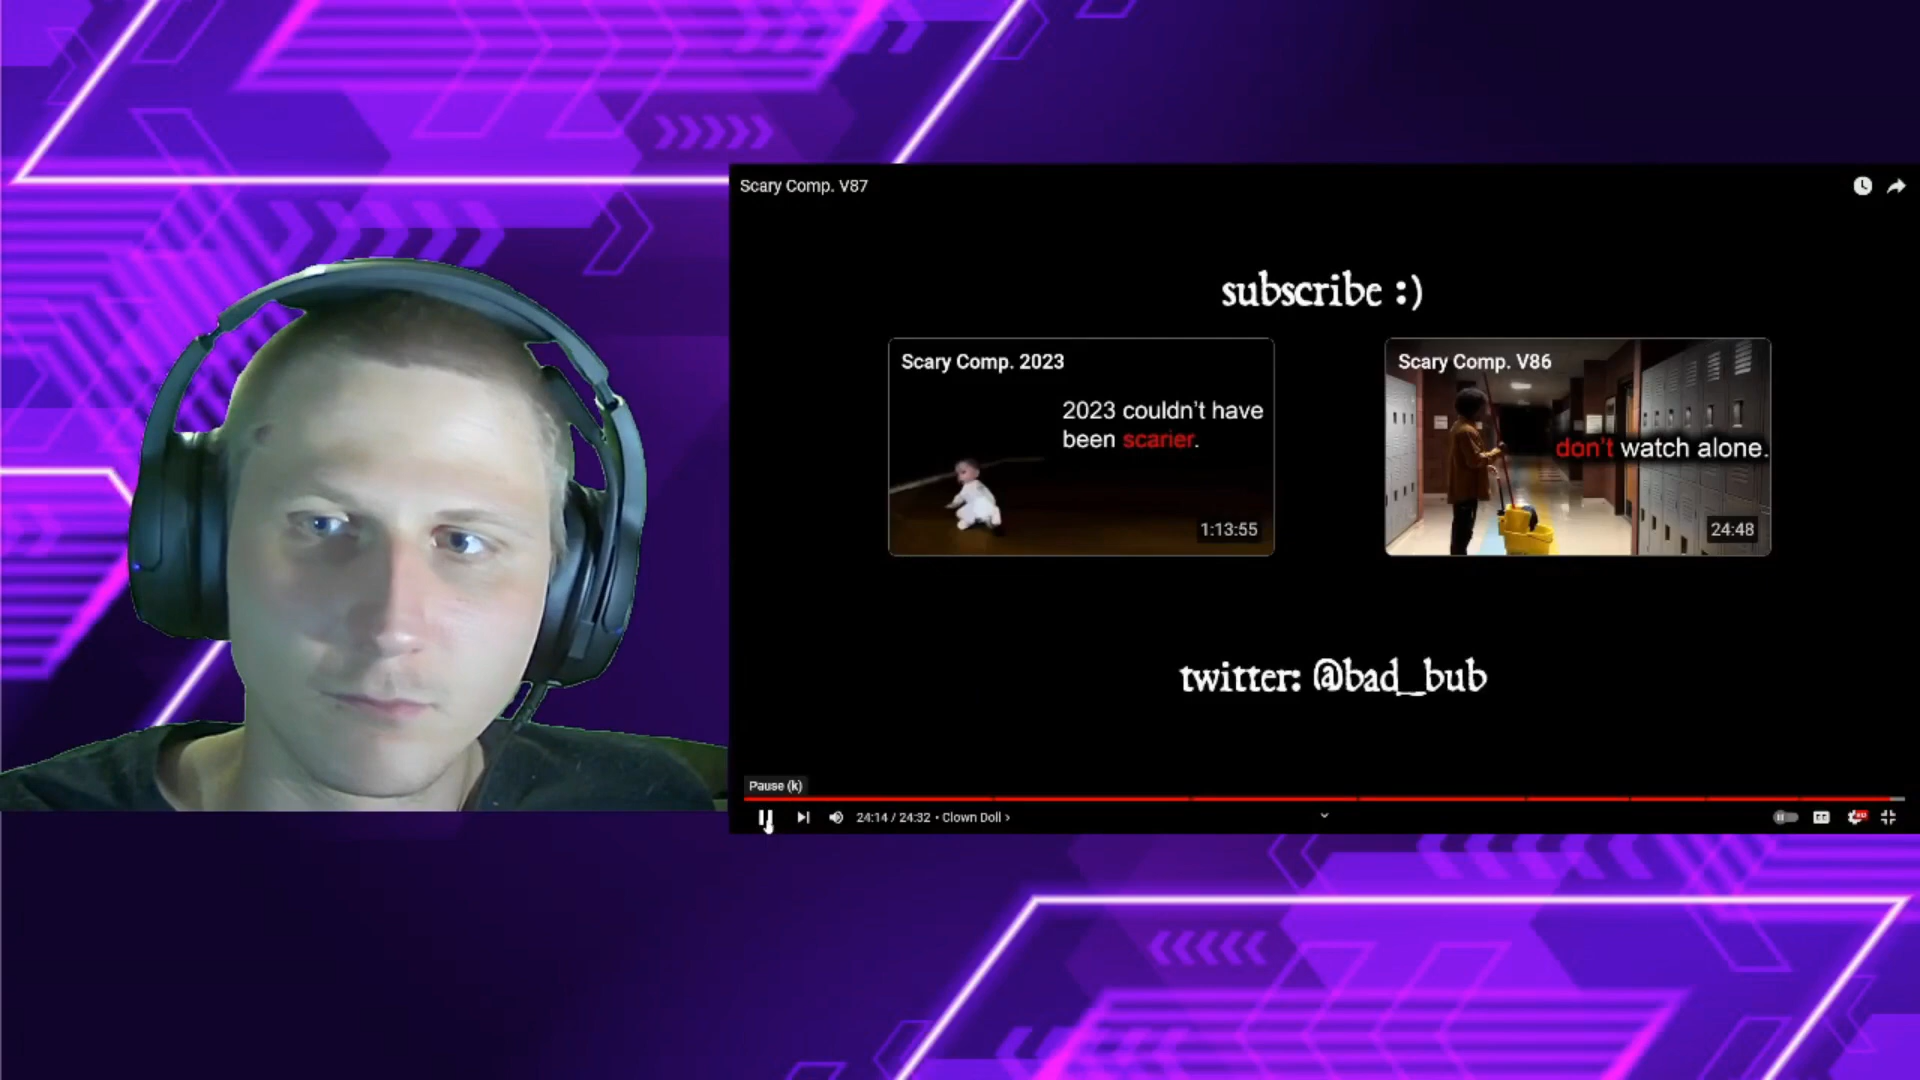 Scary Comp. V87
subscribe :)
Scary Comp. 2023
2023 couldn't have
been scarier.
1:13:55
Scary Comp. V86
don't watch alone.
24:48
twitter: @bad_bub
Pause (k)
24:14 / 24:32 • Clown Doll ›